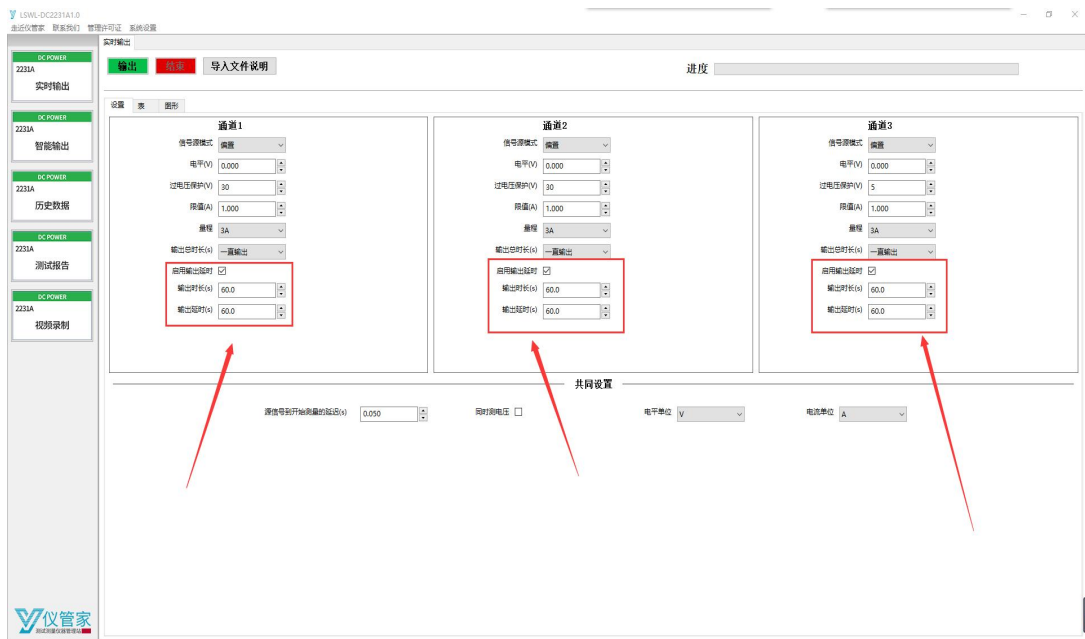 LSWL-DC2231A1.0
走近仪管家 联系我们 管理许可证 系统设置
实时输出
DC POWER
2231A
实时输出
DC POWER
2231A
智能输出
DC POWER
2231A
历史数据
DC POWER
2231A
测试报告
DC POWER
2231A
视频录制
输出 结束 导入文件说明 进度
设置 表 图形
通道1
信号源模式 偏置
电平(V) 0.000
过电压保护(V) 30
限值(A) 1.000
量程 3A
输出总时长(s) 一直输出
启用输出延时
输出时长(s) 60.0
输出延时(s) 60.0
通道2
信号源模式 偏置
电平(V) 0.000
过电压保护(V) 30
限值(A) 1.000
量程 3A
输出总时长(s) 一直输出
启用输出延时
输出时长(s) 60.0
输出延时(s) 60.0
通道3
信号源模式 偏置
电平(V) 0.000
过电压保护(V) 5
限值(A) 1.000
量程 3A
输出总时长(s) 一直输出
启用输出延时
输出时长(s) 60.0
输出延时(s) 60.0
共同设置
源信号到开始测量的延迟(s) 0.050 同时测电压 电平单位 V 电流单位 A
仪管家
测试测量仪器管理站